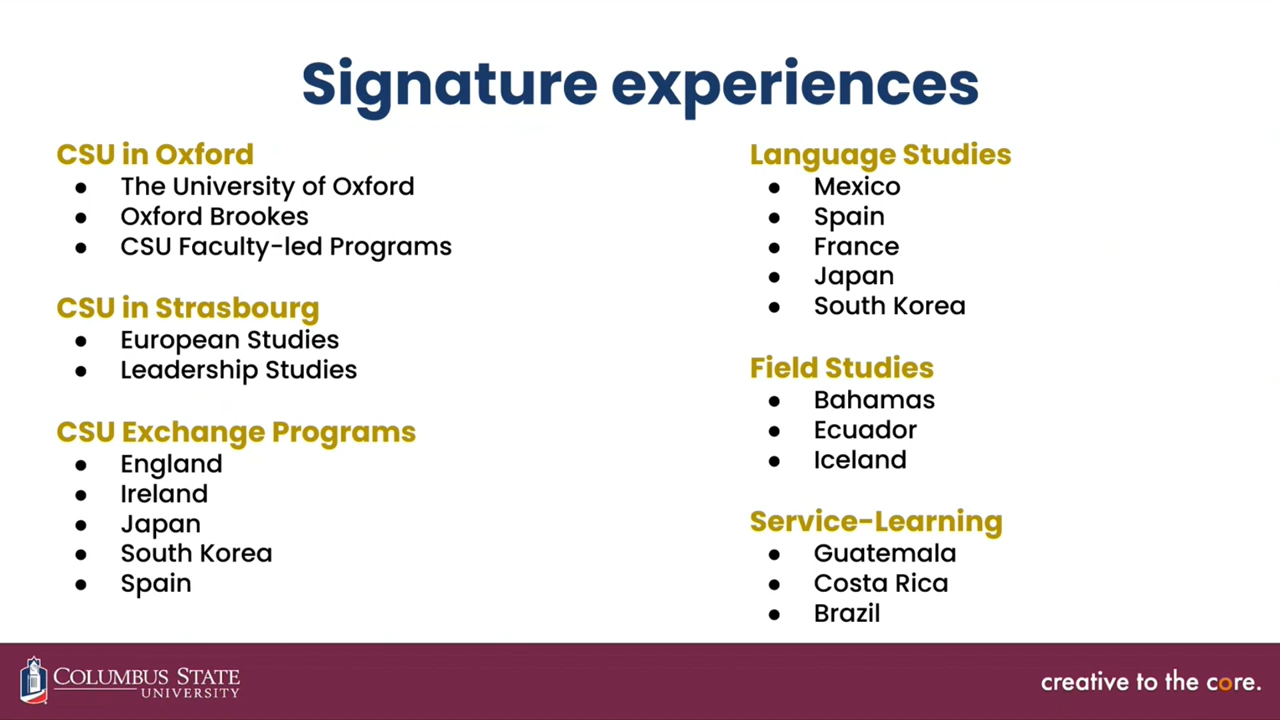 Signature experiences
CSU in Oxford
● The University of Oxford
● Oxford Brookes
● CSU Faculty-led Programs
CSU in Strasbourg
● European Studies
● Leadership Studies
CSU Exchange Programs
● England
● Ireland
● Japan
● South Korea
● Spain
Language Studies
● Mexico
● Spain
● France
● Japan
● South Korea
Field Studies
● Bahamas
● Ecuador
● Iceland
Service-Learning
● Guatemala
● Costa Rica
● Brazil
COLUMBUS STATE
UNIVERSITY
creative to the core.